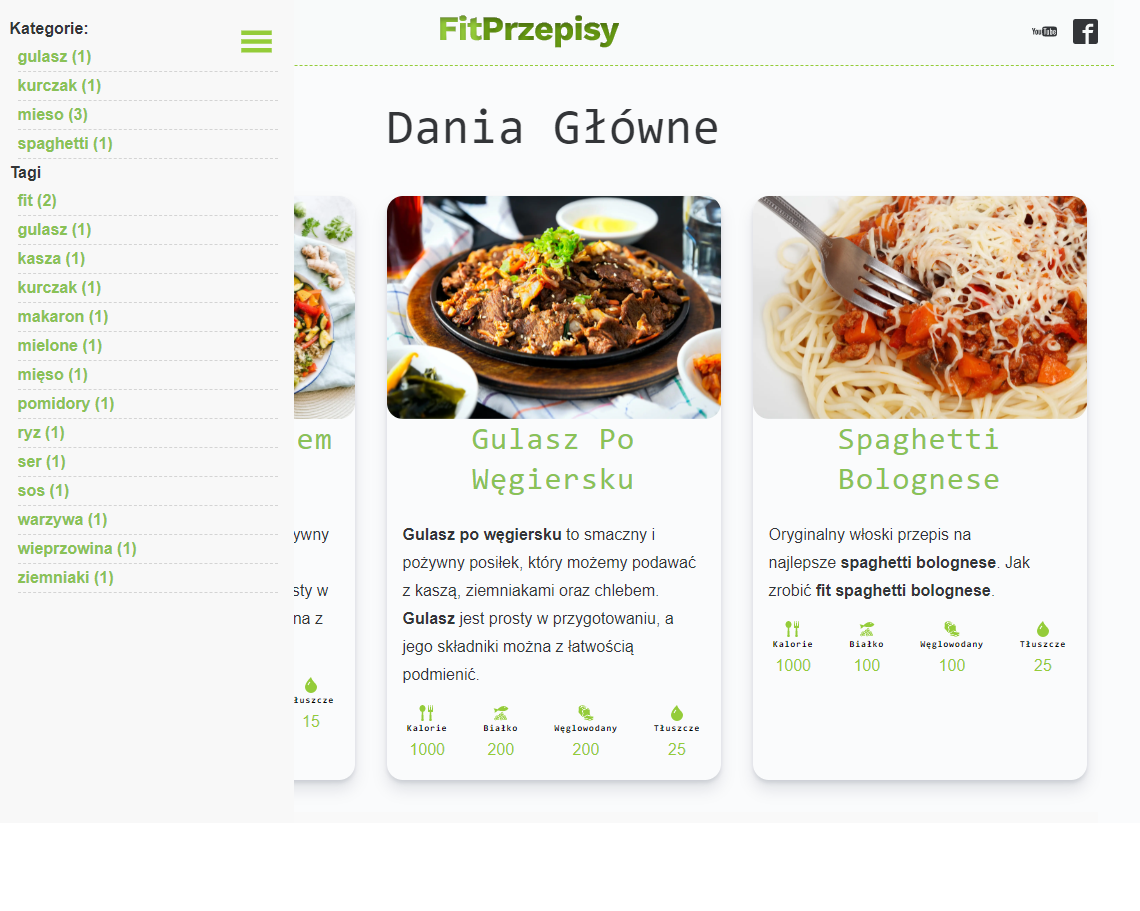 Kategorie:
gulasz (1)
kurczak (1)
mieso (3)
spaghetti (1)
Tagi
fit (2)
gulasz (1)
kasza (1)
kurczak (1)
makaron (1)
mielone (1)
mięso (1)
pomidory (1)
ryz (1)
ser (1)
sos (1)
warzywa (1)
wieprzowina (1)
ziemniaki (1)
FitPrzepisy
You Tube
Dania Główne
em
ywny
sty w
na z
łuszcze
15
Gulasz Po
Węgiersku
Gulasz po węgiersku to smaczny i
pożywny posiłek, który możemy podawać
z kaszą, ziemniakami oraz chlebem.
Gulasz jest prosty w przygotowaniu, a
jego składniki można z łatwością
podmienić.
Kalorie Białko Węglowodany Tłuszcze
1000 200 200 25
Spaghetti
Bolognese
Oryginalny włoski przepis na
najlepsze spaghetti bolognese. Jak
zrobić fit spaghetti bolognese.
Kalorie Białko Węglowodany Tłuszcze
1000 100 100 25